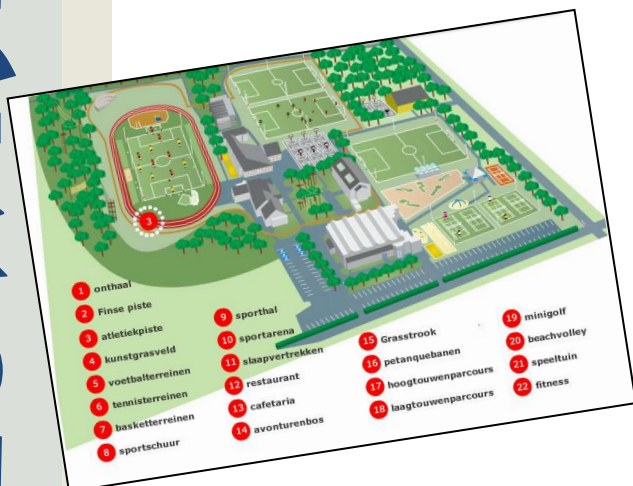 3
1 onthaal
2 Finse piste
3 atletiekpiste
4 kunstgrasveld
5 voetbalterreinen
6 tennisterreinen
7 basketterreinen
8 sportschuur
9 sporthal
10 sportarena
11 slaapvertrekken
12 restaurant
13 cafetaria
14 avonturenbos
15 Grasstrook
16 petanquebanen
17 hoogtouwenparcours
18 laagtouwenparcours
19 minigolf
20 beachvolley
21 speeltuin
22 fitness